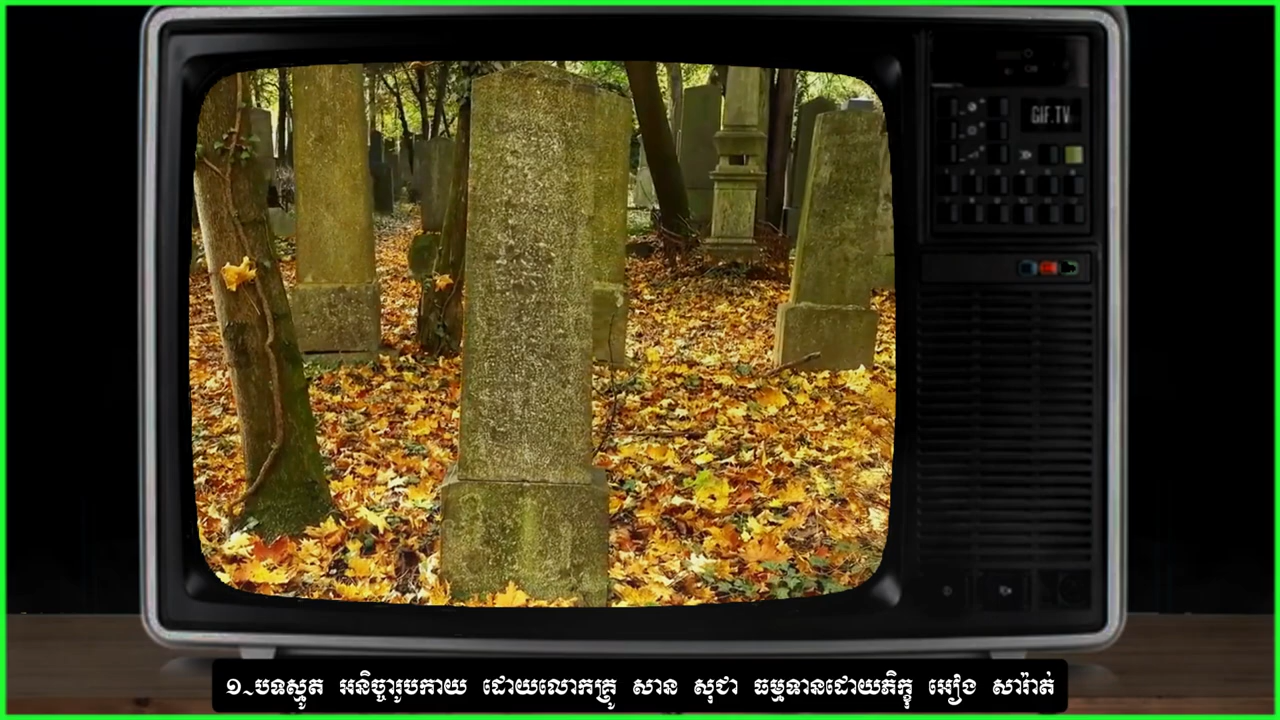 GIF.TV
១~បទស្មូត អនិច្ចារូបកាយ ដោយលោកគ្រូ សាន សុជា ធម្មទានដោយភិក្ខុ អឿង សារ៉ាត់